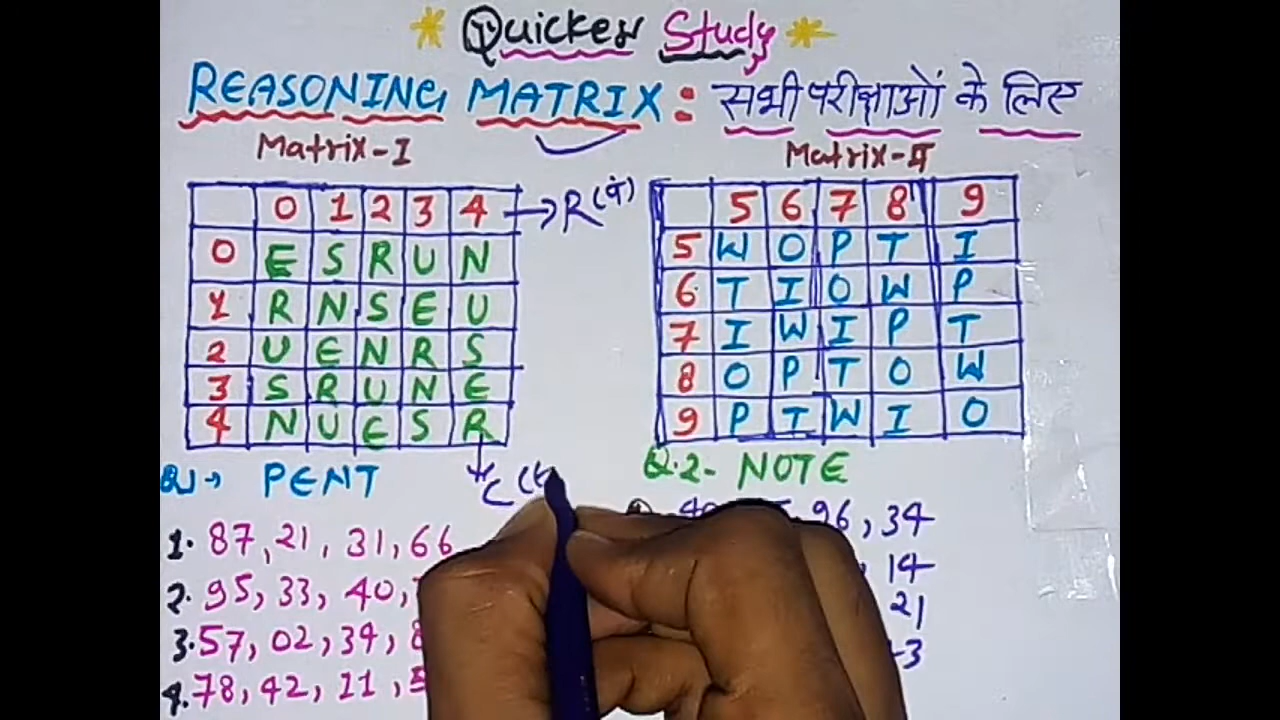 Quicker Study
REASONING MATRIX : सभी परीक्षाओं के लिए
Matrix-I
0 1 2 3 4 → R (पं)
0 E S R U N
1 R N S E U
2 U E N R S
3 S R U N E
4 N U E S R
C
Matrix-II
5 6 7 8 9
5 W O P T I
6 T I O W P
7 I W I P T
8 O P T O W
9 P T W I O
Q.1→ PENT
1. 87, 21, 31, 66
2. 95, 33, 40,
3. 57, 02, 34,
4. 78, 42, 11,
Q.2- NOTE
96, 34
14
21